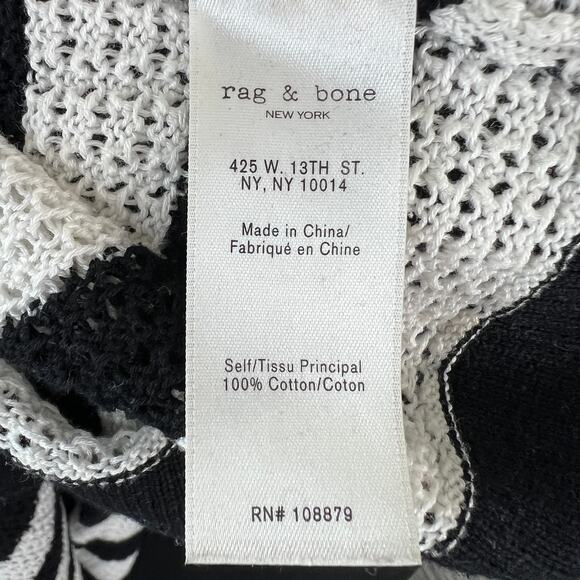 rag & bone
NEW YORK
425 W. 13TH ST.
NY, NY 10014
Made in China/
Fabriqué en Chine
Self/Tissu Principal
100% Cotton/Coton
RN# 108879